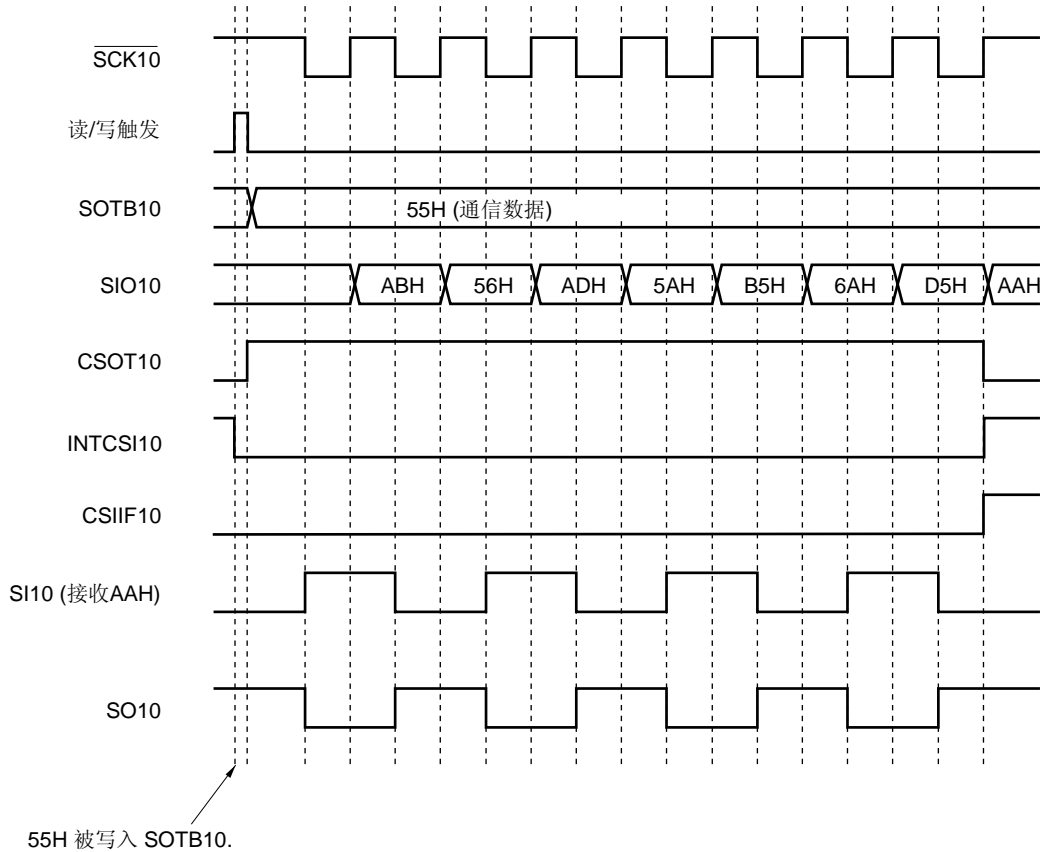 SCK10
读/写触发
SOTB10
55H (通信数据)
SIO10
ABH 56H ADH 5AH B5H 6AH D5H AAH
CSOT10
INTCSI10
CSIIF10
SI10 (接收AAH)
SO10
55H 被写入 SOTB10.